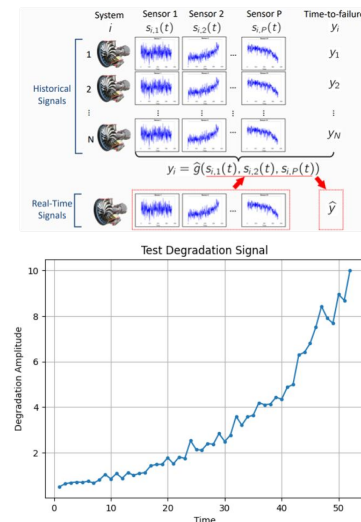 System Sensor 1 Sensor 2 Sensor P Time-to-failure
i s_{i,1}(t) s_{i,2}(t) ... s_{i,P}(t) y_i
1 ... y_1
Historical
Signals
2 ... y_2
⋮ ⋮ ⋮ ⋮ ⋮
N ... y_N
y_i = ĝ(s_{i,1}(t), s_{i,2}(t), s_{i,P}(t))
Real-Time
Signals
... ŷ
Test Degradation Signal
Degradation Amplitude
10
8
6
4
2
0 10 20 30 40 50
Time